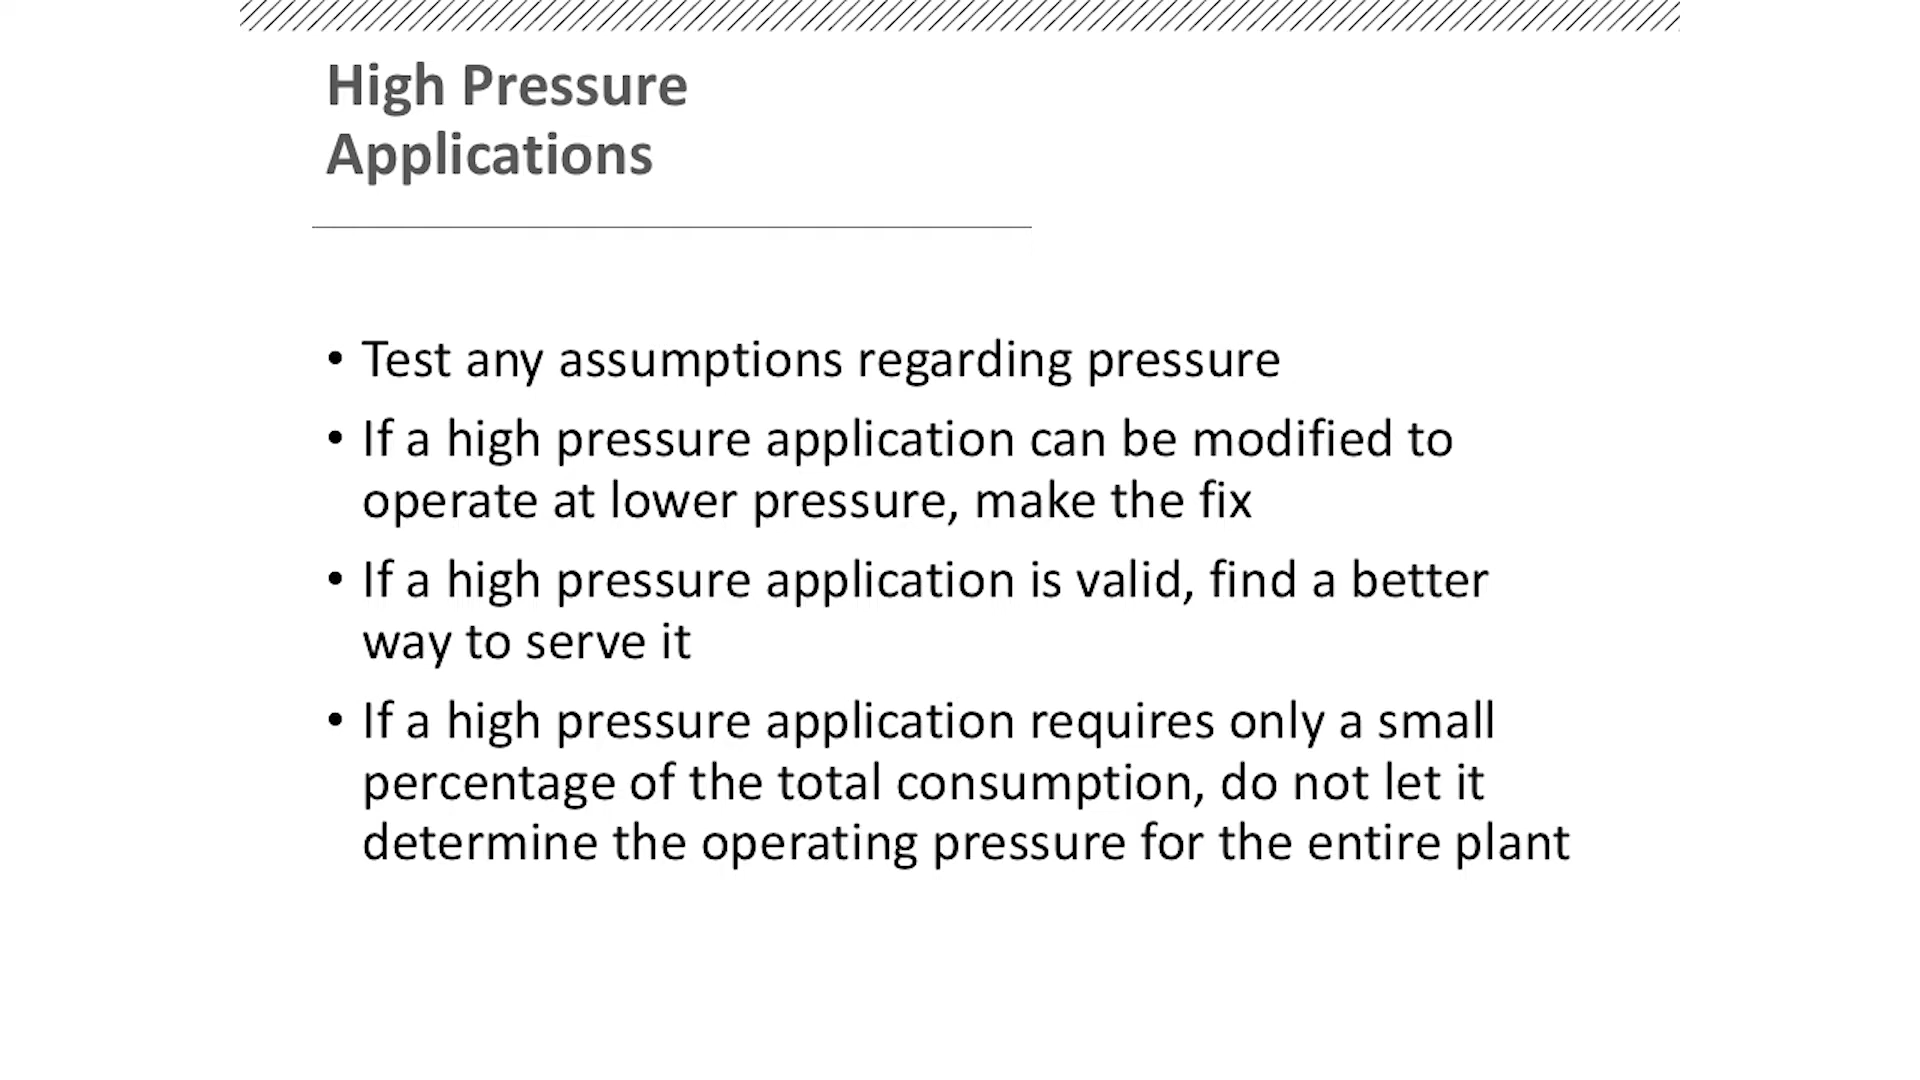 High Pressure
Applications
• Test any assumptions regarding pressure
• If a high pressure application can be modified to
operate at lower pressure, make the fix
• If a high pressure application is valid, find a better
way to serve it
• If a high pressure application requires only a small
percentage of the total consumption, do not let it
determine the operating pressure for the entire plant